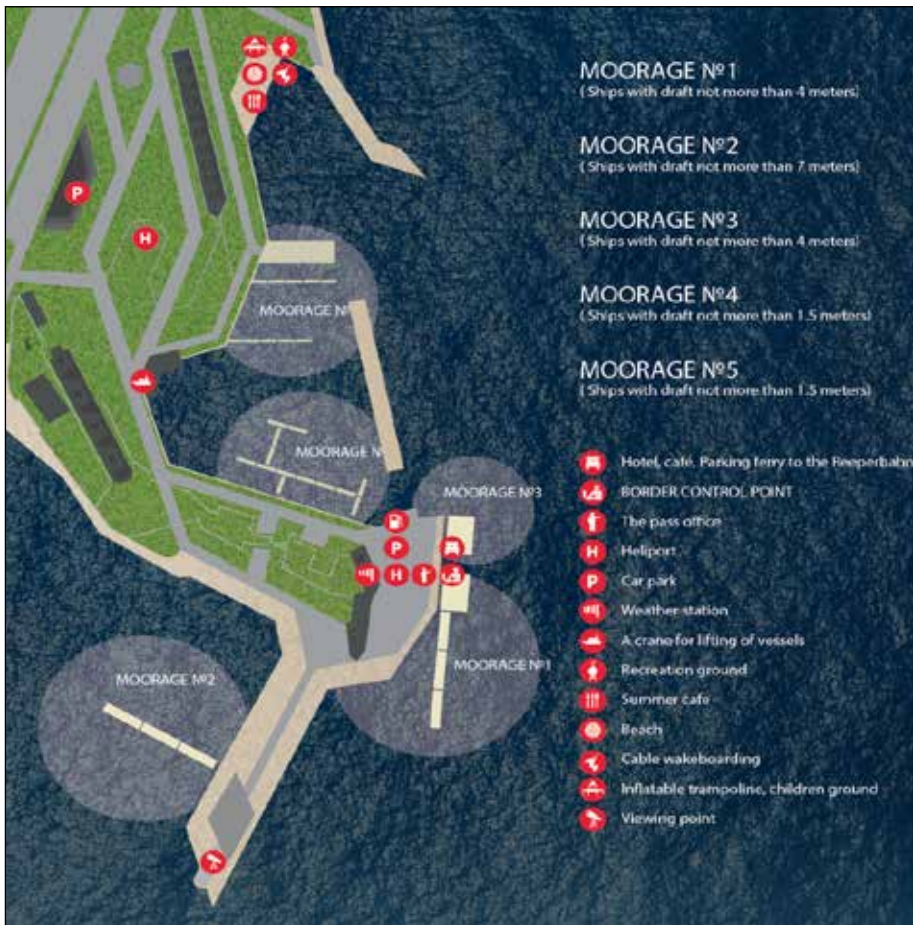 MOORAGE Nº1
( Ships with draft not more than 4 meters)
MOORAGE Nº2
( Ships with draft not more than 7 meters)
MOORAGE Nº3
( Ships with draft not more than 4 meters)
MOORAGE Nº4
( Ships with draft not more than 1.5 meters)
MOORAGE Nº5
( Ships with draft not more than 1.5 meters)
P
H
MOORAGE Nº
MOORAGE N
MOORAGE Nº3
P
H
MOORAGE Nº1
MOORAGE Nº2
Hotel, café, Parking ferry to the Reeperbahn
BORDER CONTROL POINT
The pass office
H Heliport
P Car park
Weather station
A crane for lifting of vessels
Recreation ground
Summer cafe
Beach
Cable wakeboarding
Inflatable trampoline, children ground
Viewing point